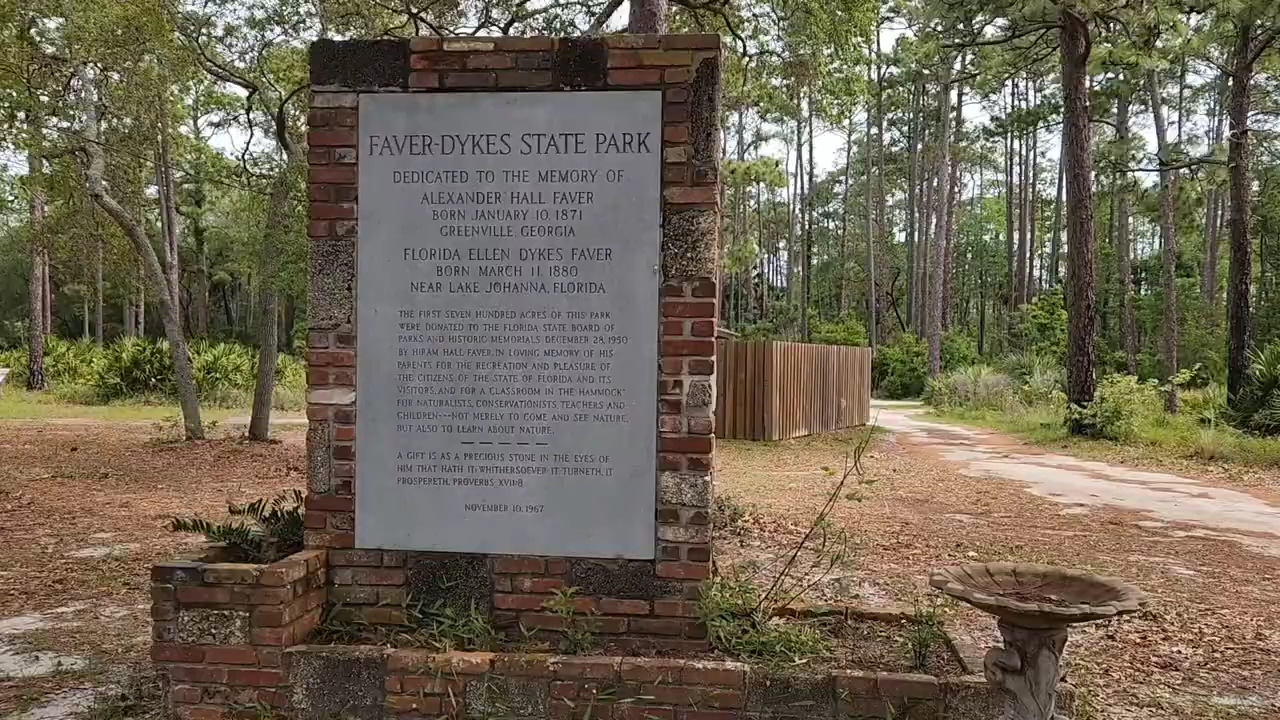 FAVER-DYKES STATE PARK
DEDICATED TO THE MEMORY OF
ALEXANDER HALL FAVER
BORN JANUARY 10, 1871
GREENVILLE, GEORGIA
FLORIDA ELLEN DYKES FAVER
BORN MARCH 11, 1880
NEAR LAKE JOHANNA, FLORIDA
THE FIRST SEVEN HUNDRED ACRES OF THIS PARK
WERE DONATED TO THE FLORIDA STATE BOARD OF
PARKS AND HISTORIC MEMORIALS, DECEMBER 28, 1950
BY HIRAM HALL FAVER, IN LOVING MEMORY OF HIS
PARENTS FOR THE RECREATION AND PLEASURE OF
THE CITIZENS OF THE STATE OF FLORIDA AND ITS
VISITORS, AND FOR A CLASSROOM IN THE HAMMOCK"
FOR NATURALISTS, CONSERVATIONISTS, TEACHERS AND
CHILDREN---NOT MERELY TO COME AND SEE NATURE,
BUT ALSO TO LEARN ABOUT NATURE.
A GIFT IS AS A PRECIOUS STONE IN THE EYES OF
HIM THAT HATH IT; WHITHERSOEVER IT TURNETH, IT
PROSPERETH. PROVERBS XVII:8
NOVEMBER 10, 1967